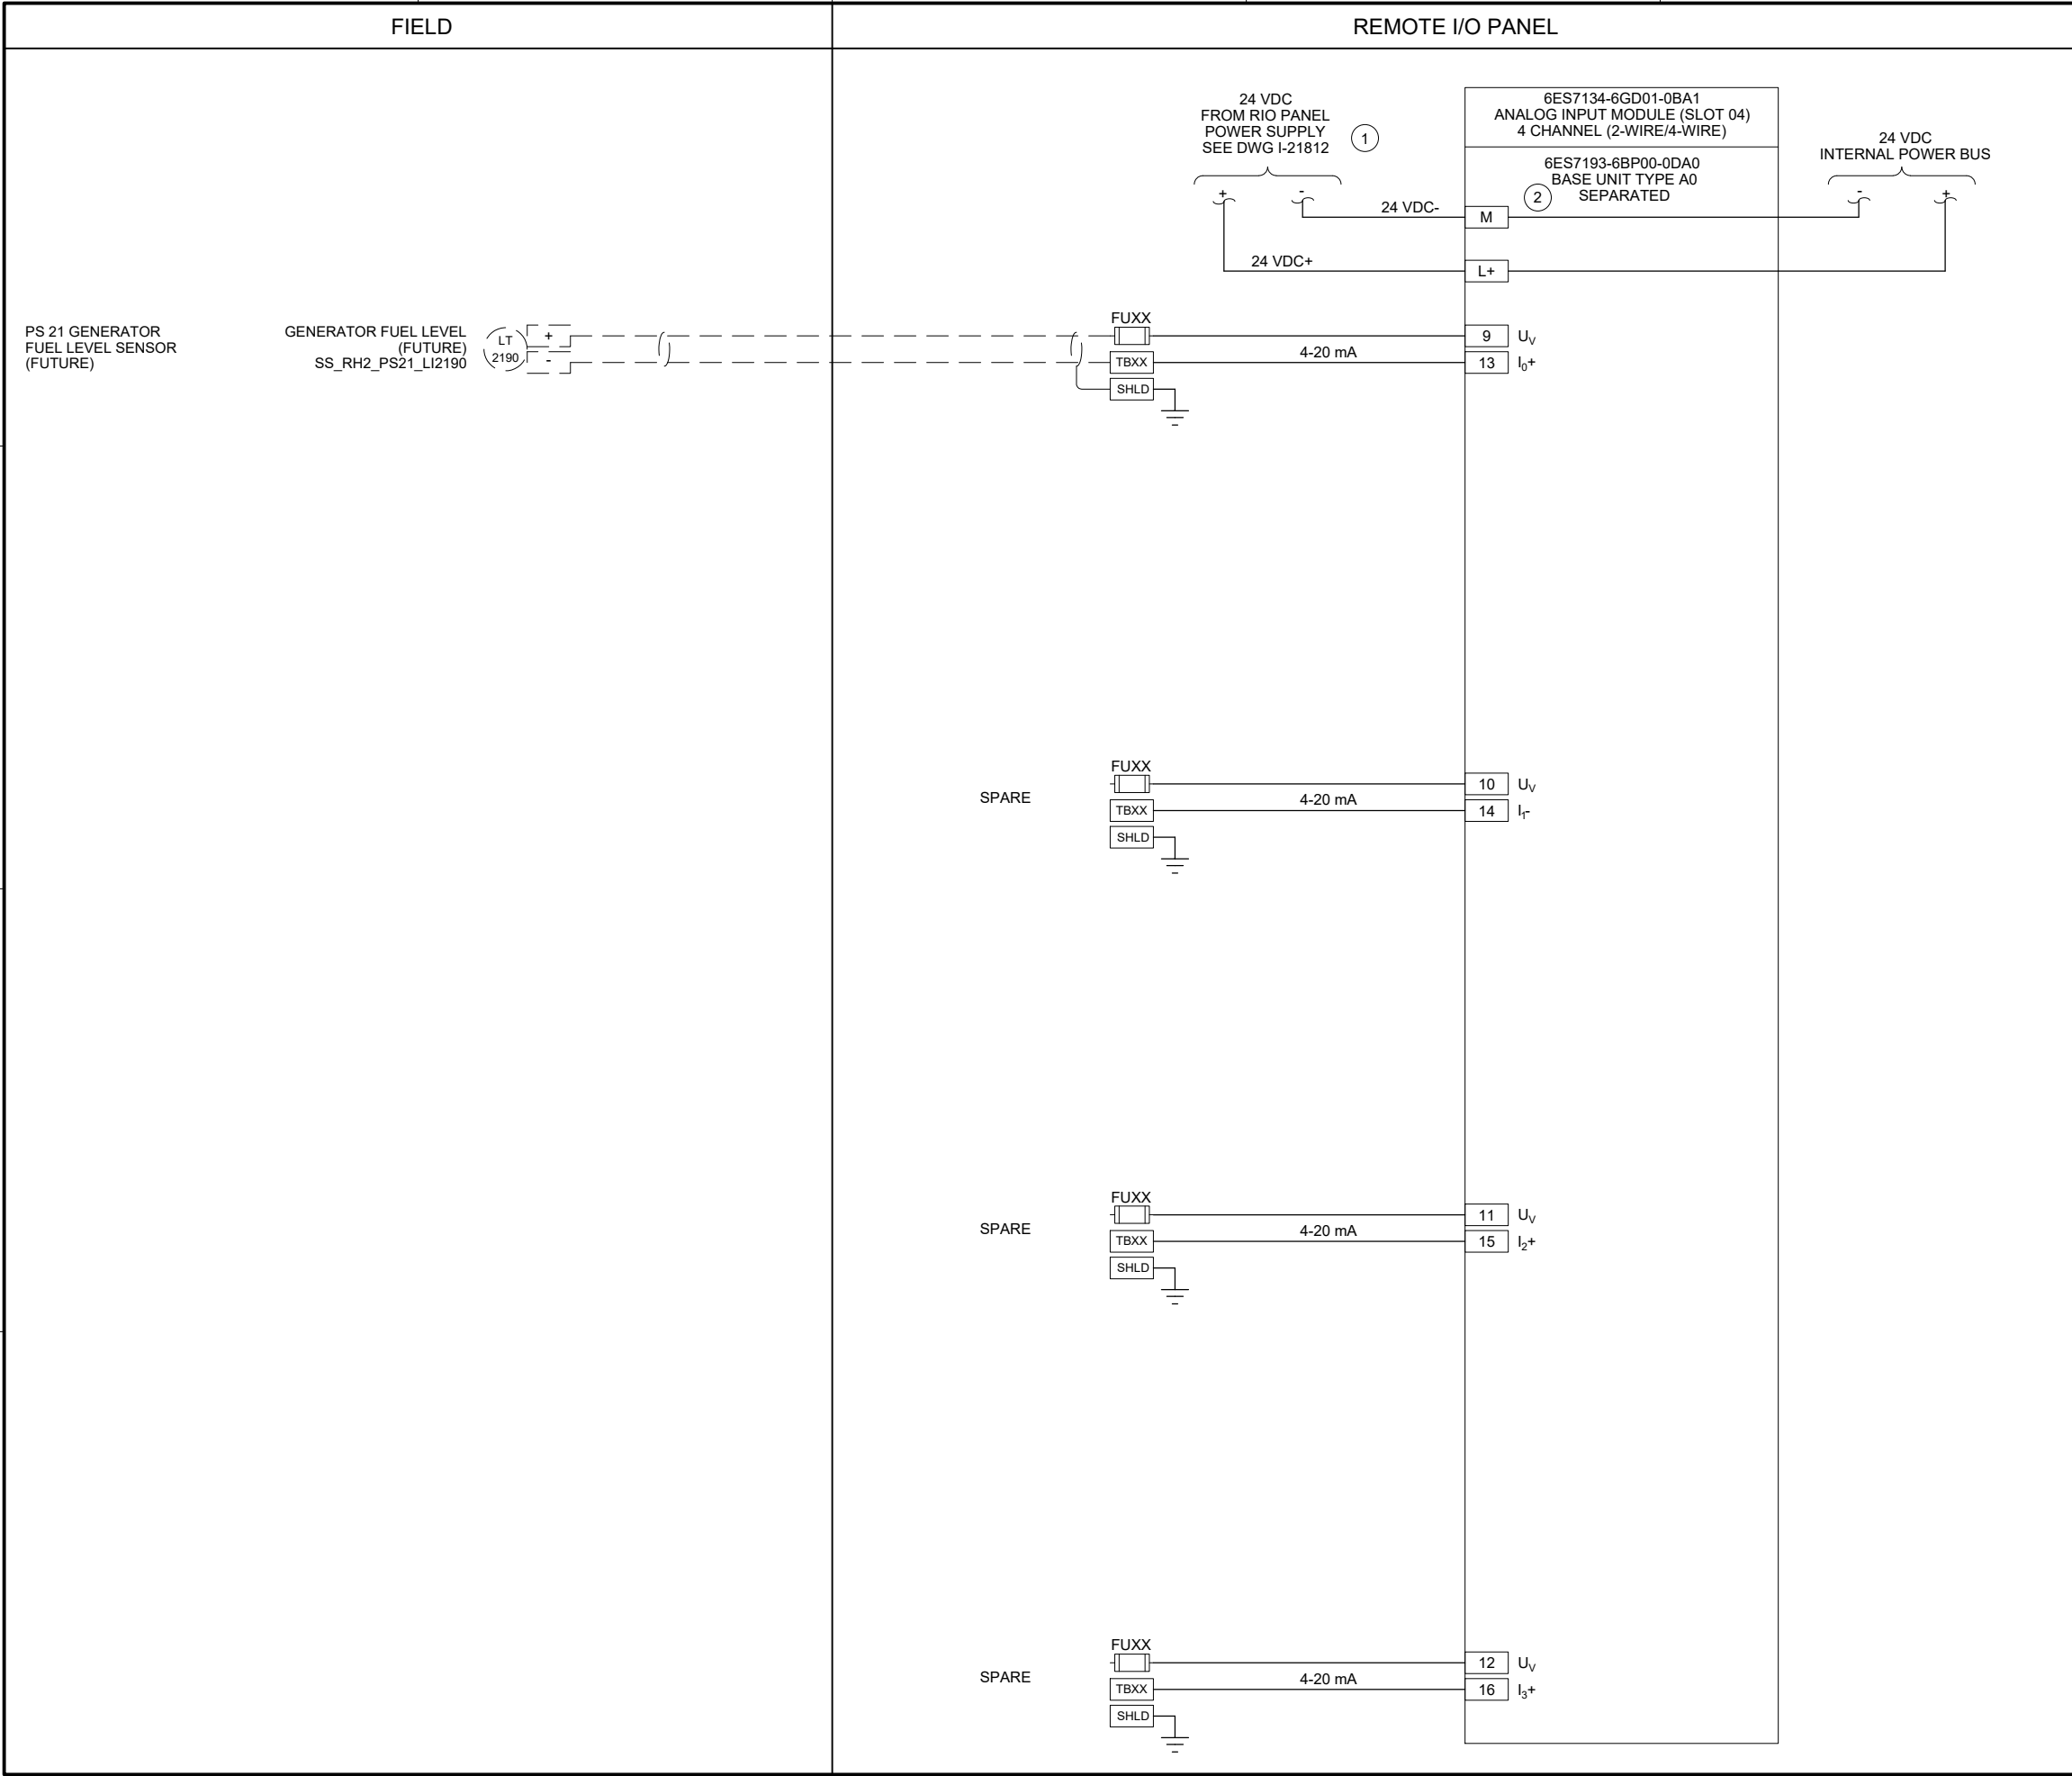 FIELD
REMOTE I/O PANEL
24 VDC
FROM RIO PANEL
POWER SUPPLY
SEE DWG I-21812
1
6ES7134-6GD01-0BA1
ANALOG INPUT MODULE (SLOT 04)
4 CHANNEL (2-WIRE/4-WIRE)
6ES7193-6BP00-0DA0
BASE UNIT TYPE A0
SEPARATED
2
24 VDC
INTERNAL POWER BUS
+ -
- +
24 VDC-
M
24 VDC+
L+
PS 21 GENERATOR
FUEL LEVEL SENSOR
(FUTURE)
GENERATOR FUEL LEVEL
(FUTURE)
SS_RH2_PS21_LI2190
LT
2190
+
-
FUXX
9 UV
4-20 mA
TBXX
13 I0+
SHLD
SPARE
FUXX
10 UV
4-20 mA
TBXX
14 I1-
SHLD
SPARE
FUXX
11 UV
4-20 mA
TBXX
15 I2+
SHLD
SPARE
FUXX
12 UV
4-20 mA
TBXX
16 I3+
SHLD